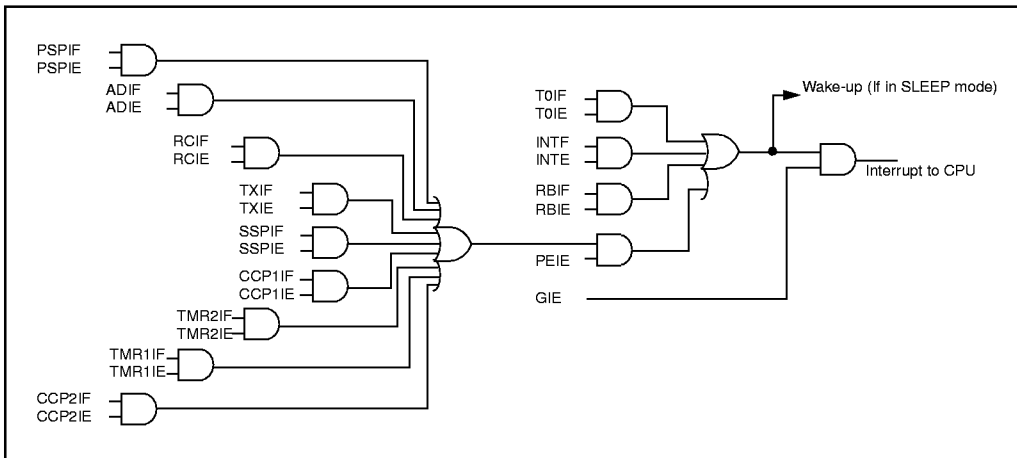 PSPIF
PSPIE
ADIF
ADIE
RCIF
RCIE
TXIF
TXIE
SSPIF
SSPIE
CCP1IF
CCP1IE
TMR2IF
TMR2IE
TMR1IF
TMR1IE
CCP2IF
CCP2IE
T0IF
T0IE
INTF
INTE
RBIF
RBIE
PEIE
GIE
Wake-up (If in SLEEP mode)
Interrupt to CPU